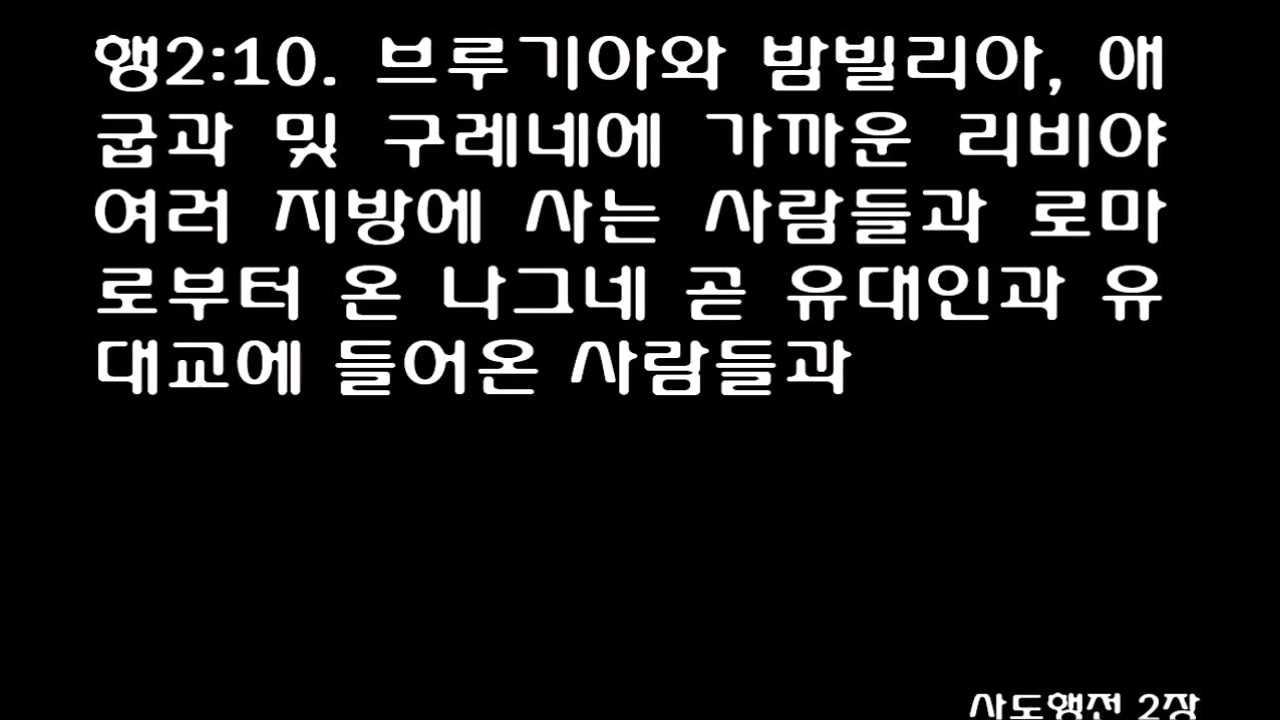 행2:10. 브루기아와 밤빌리아, 애
굽과 및 구레네에 가까운 리비야
여러 지방에 사는 사람들과 로마
로부터 온 나그네 곧 유대인과 유
대교에 들어온 사람들과
사도행전 2장